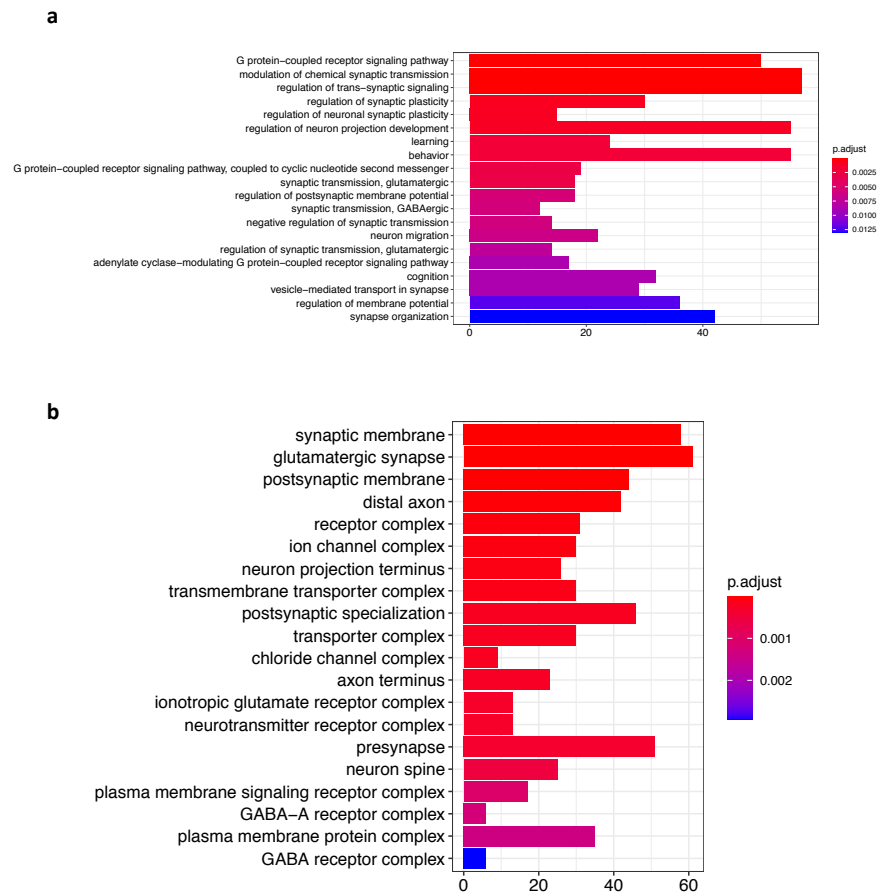 a
G protein−coupled receptor signaling pathway
modulation of chemical synaptic transmission
regulation of trans−synaptic signaling
regulation of synaptic plasticity
regulation of neuronal synaptic plasticity
regulation of neuron projection development
learning
behavior
G protein−coupled receptor signaling pathway, coupled to cyclic nucleotide second messenger
synaptic transmission, glutamatergic
regulation of postsynaptic membrane potential
synaptic transmission, GABAergic
negative regulation of synaptic transmission
neuron migration
regulation of synaptic transmission, glutamatergic
adenylate cyclase−modulating G protein−coupled receptor signaling pathway
cognition
vesicle−mediated transport in synapse
regulation of membrane potential
synapse organization
0 20 40
p.adjust
0.0025
0.0050
0.0075
0.0100
0.0125
b
synaptic membrane
glutamatergic synapse
postsynaptic membrane
distal axon
receptor complex
ion channel complex
neuron projection terminus
transmembrane transporter complex
postsynaptic specialization
transporter complex
chloride channel complex
axon terminus
ionotropic glutamate receptor complex
neurotransmitter receptor complex
presynapse
neuron spine
plasma membrane signaling receptor complex
GABA−A receptor complex
plasma membrane protein complex
GABA receptor complex
0 20 40 60
p.adjust
0.001
0.002